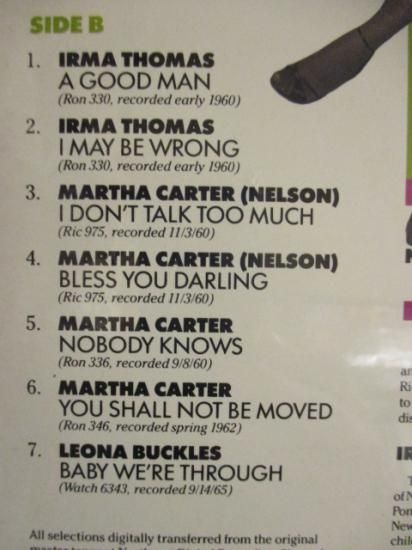 SIDE B
1. IRMA THOMAS
A GOOD MAN
(Ron 330, recorded early 1960)
2. IRMA THOMAS
I MAY BE WRONG
(Ron 330, recorded early 1960)
3. MARTHA CARTER (NELSON)
I DON'T TALK TOO MUCH
(Ric 975, recorded 11/3/60)
4. MARTHA CARTER (NELSON)
BLESS YOU DARLING
(Ric 975, recorded 11/3/60)
5. MARTHA CARTER
NOBODY KNOWS
(Ron 336, recorded 9/8/60)
6. MARTHA CARTER
YOU SHALL NOT BE MOVED
(Ron 346, recorded spring 1962)
7. LEONA BUCKLES
BABY WE'RE THROUGH
(Watch 6343, recorded 9/14/65)
All selections digitally transferred from the original